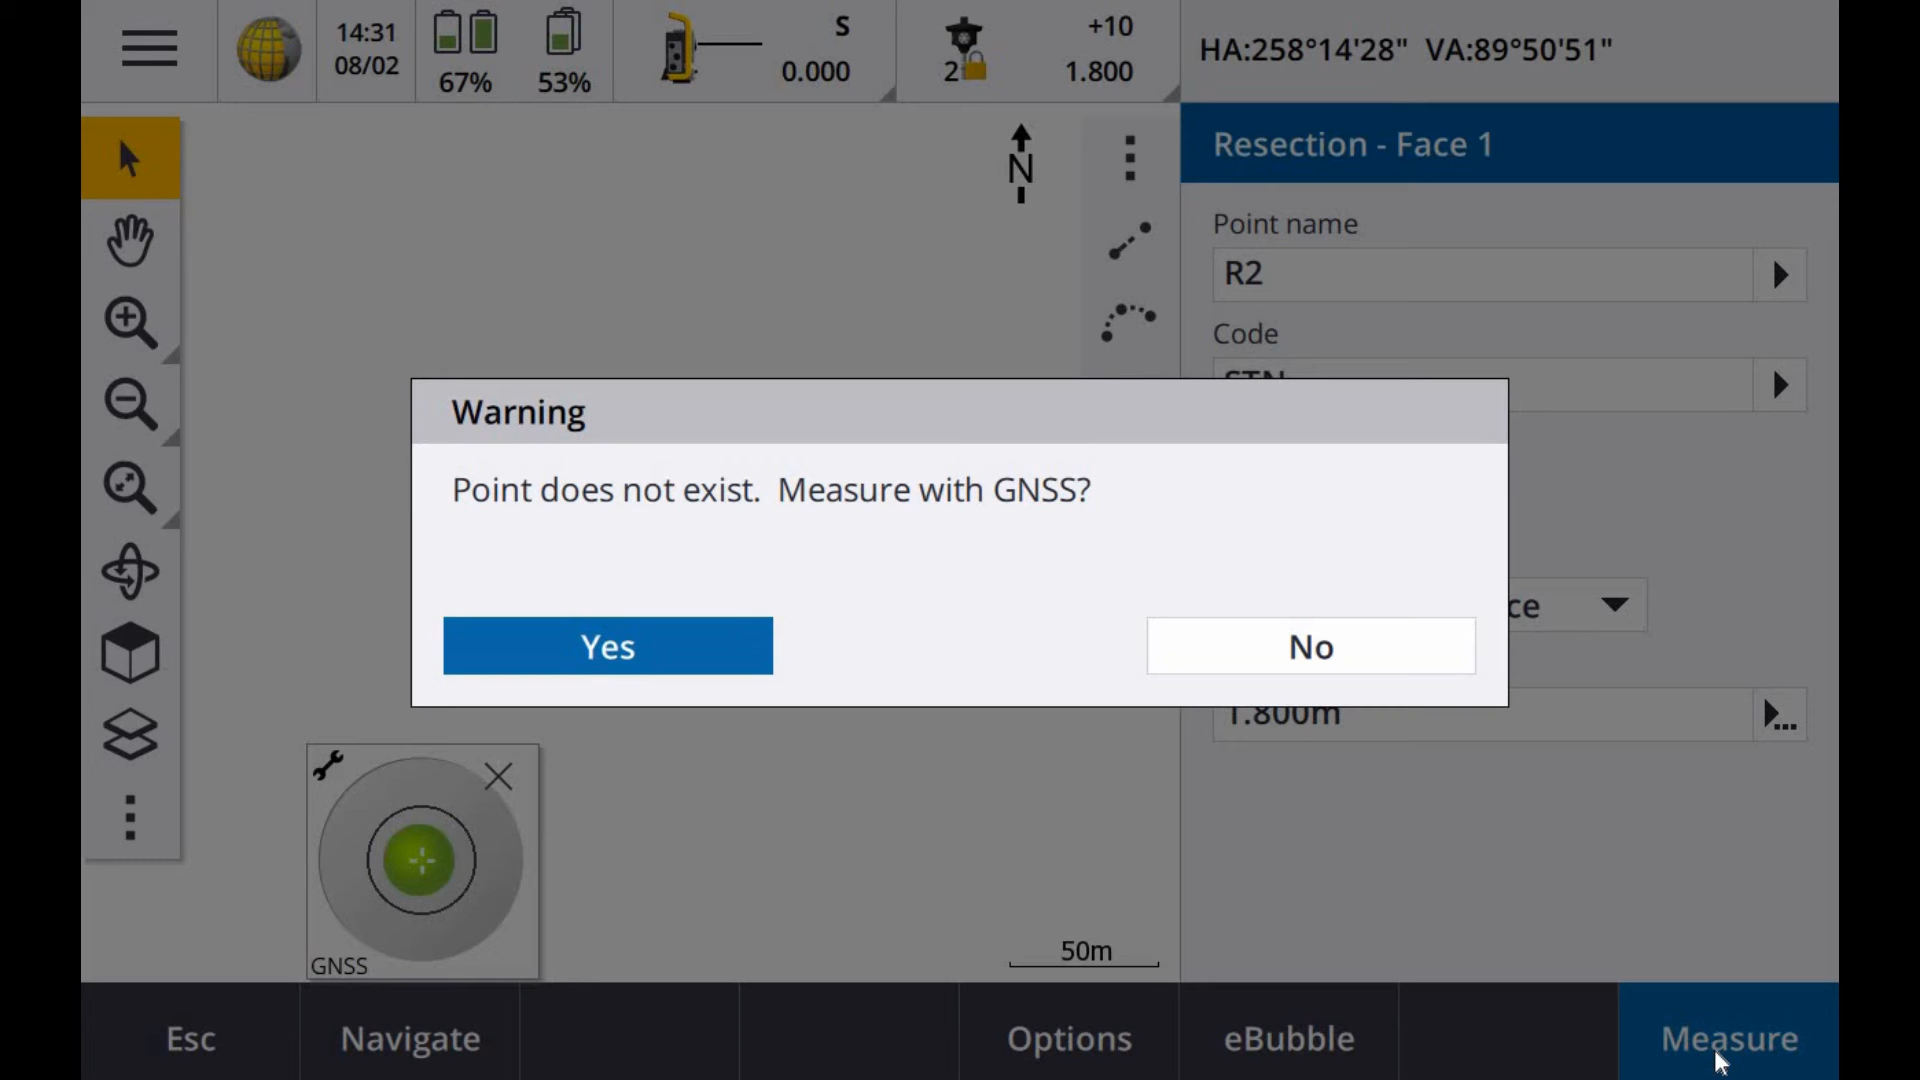 14:31
08/02
67%
53%
S
0.000
+10
2
1.800
HA:258°14'28" VA:89°50'51"
N
Resection - Face 1
Point name
R2
Code
STN
Warning
Point does not exist. Measure with GNSS?
Yes
No
ce
1.800m
GNSS
50m
Esc
Navigate
Options
eBubble
Measure